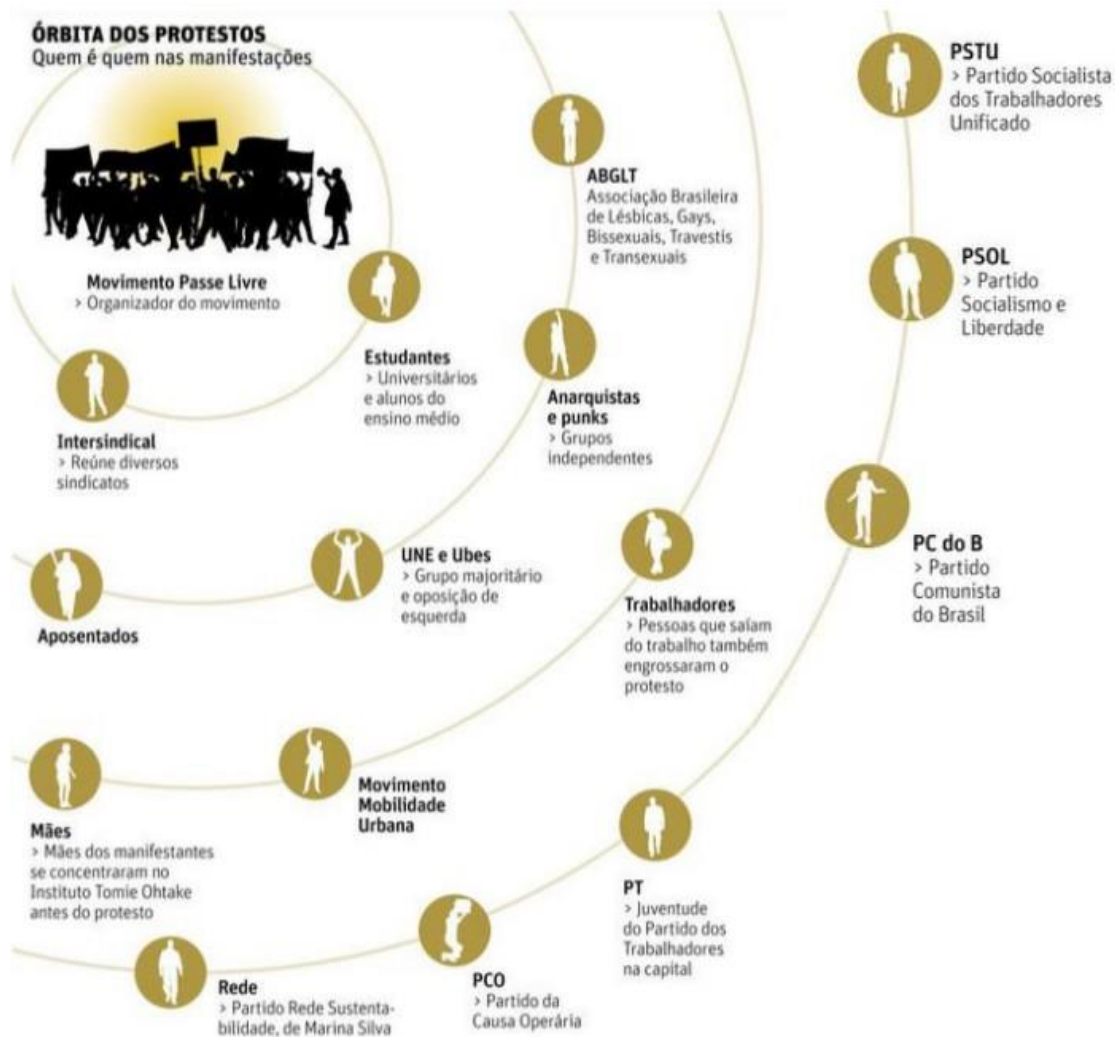 ÓRBITA DOS PROTESTOS
Quem é quem nas manifestações
Movimento Passe Livre
> Organizador do movimento
Estudantes
> Universitários
e alunos do
ensino médio
Intersindical
> Reúne diversos
sindicatos
ABGLT
Associação Brasileira
de Lésbicas, Gays,
Bissexuais, Travestis
e Transexuais
Anarquistas
e punks
> Grupos
independentes
UNE e Ubes
> Grupo majoritário
e oposição de
esquerda
Aposentados
Trabalhadores
> Pessoas que saíam
do trabalho também
engrossaram o
protesto
Movimento
Mobilidade
Urbana
Mães
> Mães dos manifestantes
se concentraram no
Instituto Tomie Ohtake
antes do protesto
PSTU
> Partido Socialista
dos Trabalhadores
Unificado
PSOL
> Partido
Socialismo e
Liberdade
PC do B
> Partido
Comunista
do Brasil
PT
> Juventude
do Partido dos
Trabalhadores
na capital
PCO
> Partido da
Causa Operária
Rede
> Partido Rede Sustenta-
bilidade, de Marina Silva